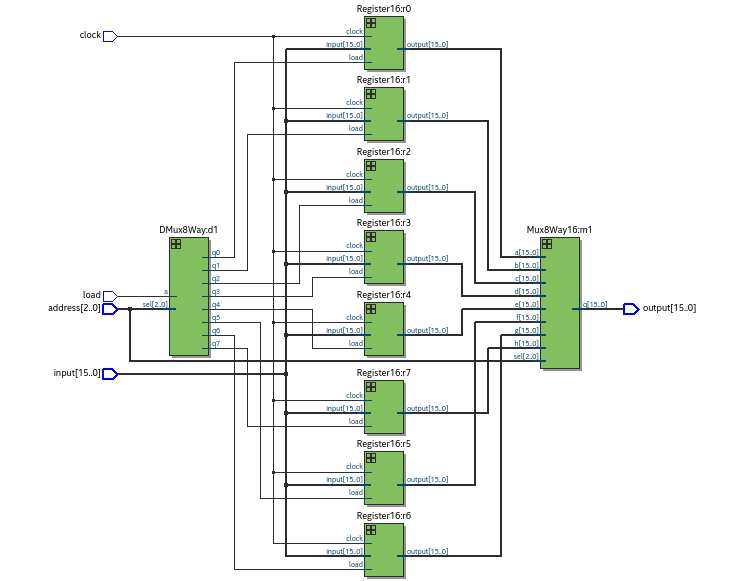 Register16:r0
clock
clock
input[15..0]
output[15..0]
load
Register16:r1
clock
input[15..0]
output[15..0]
load
Register16:r2
clock
input[15..0]
output[15..0]
load
Register16:r3
clock
input[15..0]
output[15..0]
load
DMux8Way:d1
q0
q1
q2
q3
q4
q5
q6
q7
load
a
address[2..0]
sel[2..0]
Mux8Way16:m1
a[15..0]
b[15..0]
c[15..0]
d[15..0]
e[15..0]
f[15..0]
g[15..0]
h[15..0]
sel[2..0]
q[15..0]
output[15..0]
Register16:r4
clock
input[15..0]
output[15..0]
load
input[15..0]
Register16:r7
clock
input[15..0]
output[15..0]
load
Register16:r5
clock
input[15..0]
output[15..0]
load
Register16:r6
clock
input[15..0]
output[15..0]
load